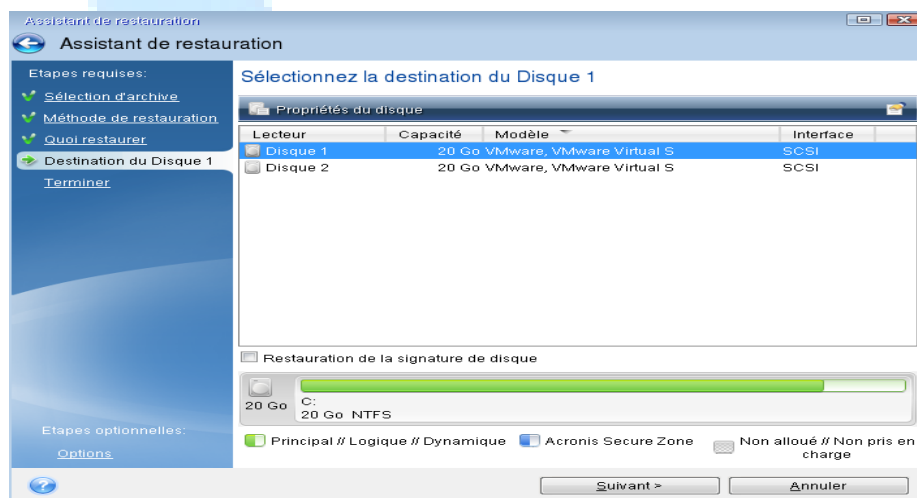 Assistant de restauration
Assistant de restauration
Etapes requises:
Sélection d'archive
Méthode de restauration
Quoi restaurer
Destination du Disque 1
Terminer
Sélectionnez la destination du Disque 1
Propriétés du disque
Lecteur Capacité Modèle Interface
Disque 1 20 Go VMware, VMware Virtual S SCSI
Disque 2 20 Go VMware, VMware Virtual S SCSI
Restauration de la signature de disque
20 Go
C:
20 Go NTFS
Principal // Logique // Dynamique Acronis Secure Zone Non alloué // Non pris en
charge
Etapes optionnelles:
Options
Suivant > Annuler